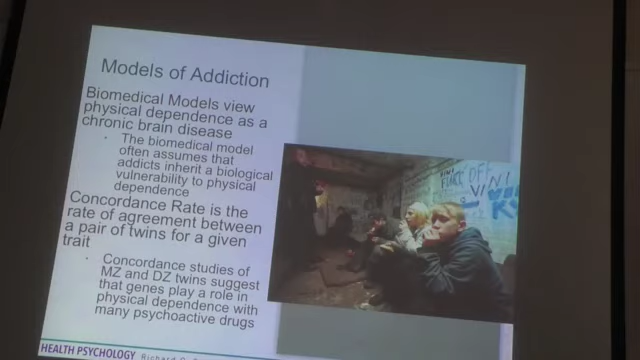 Models of Addiction
Biomedical Models view
physical dependence as a
chronic brain disease
· The biomedical model
often assumes that
addicts inherit a biological
vulnerability to physical
dependence
Concordance Rate is the
rate of agreement between
a pair of twins for a given
trait
· Concordance studies of
MZ and DZ twins suggest
that genes play a role in
physical dependence with
many psychoactive drugs
OFF
VINI
HEALTH PSYCHOLOGY Richard O.